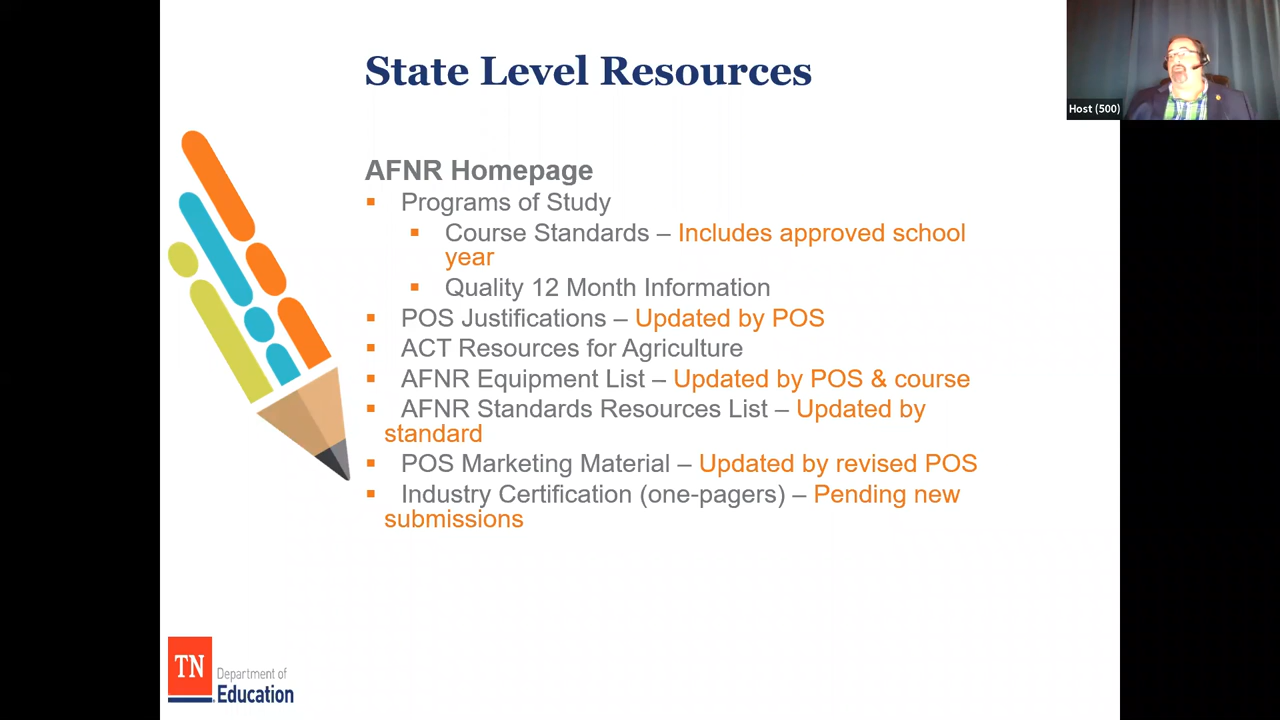 State Level Resources
Host (500)
AFNR Homepage
Programs of Study
Course Standards – Includes approved school
year
Quality 12 Month Information
POS Justifications – Updated by POS
ACT Resources for Agriculture
AFNR Equipment List – Updated by POS & course
AFNR Standards Resources List – Updated by
standard
POS Marketing Material – Updated by revised POS
Industry Certification (one-pagers) – Pending new
submissions
TN
Department of
Education